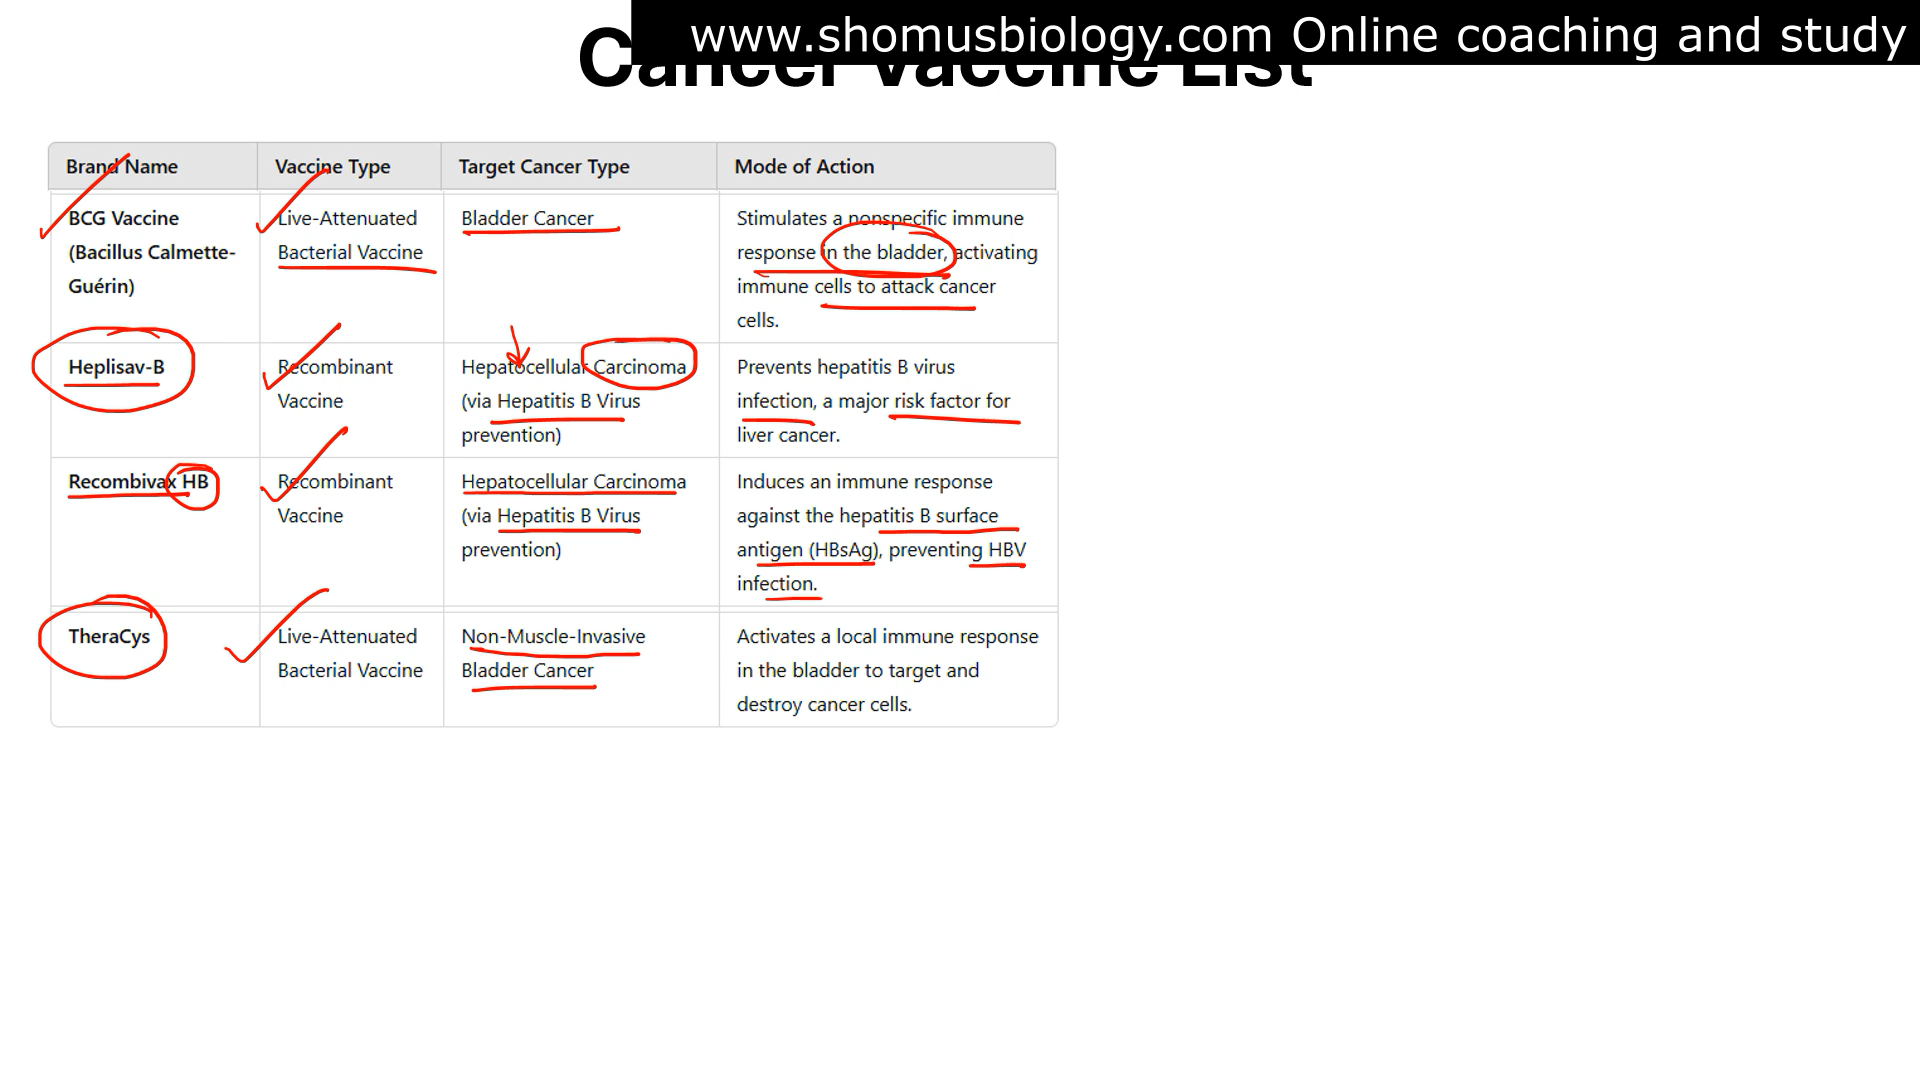 www.shomusbiology.com Online coaching and study
Cancer Vaccine List
Brand Name
Vaccine Type
Target Cancer Type
Mode of Action
BCG Vaccine
(Bacillus Calmette-
Guérin)
Live-Attenuated
Bacterial Vaccine
Bladder Cancer
Stimulates a nonspecific immune
response in the bladder, activating
immune cells to attack cancer
cells.
Heplisav-B
Recombinant
Vaccine
Hepatocellular Carcinoma
(via Hepatitis B Virus
prevention)
Prevents hepatitis B virus
infection, a major risk factor for
liver cancer.
Recombivax HB
Recombinant
Vaccine
Hepatocellular Carcinoma
(via Hepatitis B Virus
prevention)
Induces an immune response
against the hepatitis B surface
antigen (HBsAg), preventing HBV
infection.
TheraCys
Live-Attenuated
Bacterial Vaccine
Non-Muscle-Invasive
Bladder Cancer
Activates a local immune response
in the bladder to target and
destroy cancer cells.